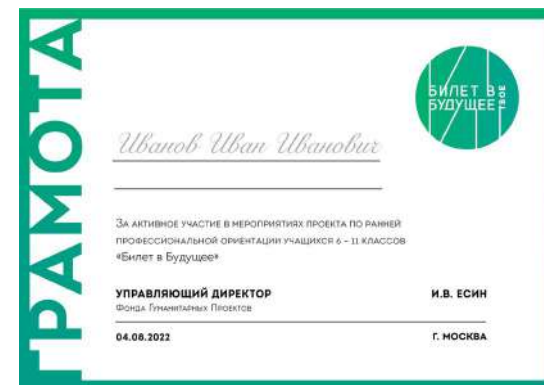 ГРАМОТА
БИЛЕТ В
БУДУЩЕЕ
ТВОЕ
Иванов Иван Иванович
За активное участие в мероприятиях проекта по ранней
профессиональной ориентации учащихся 6 - 11 классов
«Билет в Будущее»
УПРАВЛЯЮЩИЙ ДИРЕКТОР
Фонда Гуманитарных Проектов
И.В. ЕСИН
04.08.2022
Г. МОСКВА